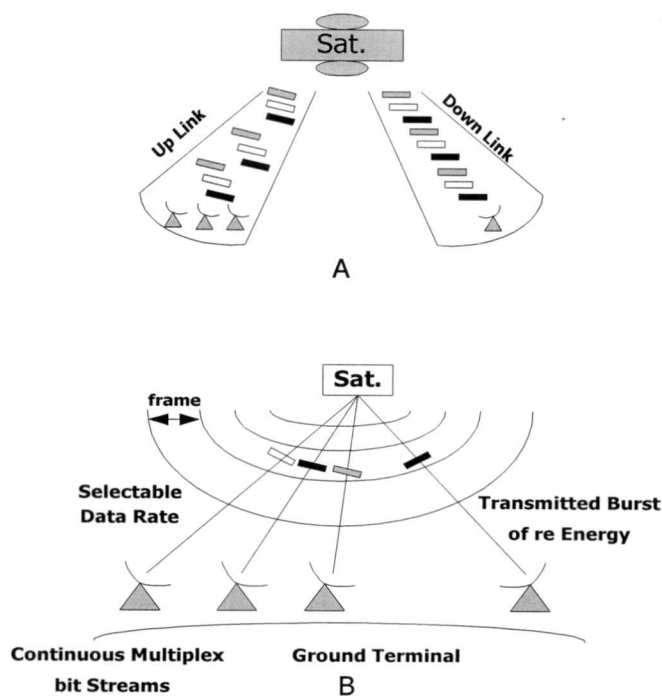 Sat.
Up Link
Down Link
A
Sat.
frame
Selectable
Data Rate
Transmitted Burst
of re Energy
Continuous Multiplex
bit Streams
Ground Terminal
B